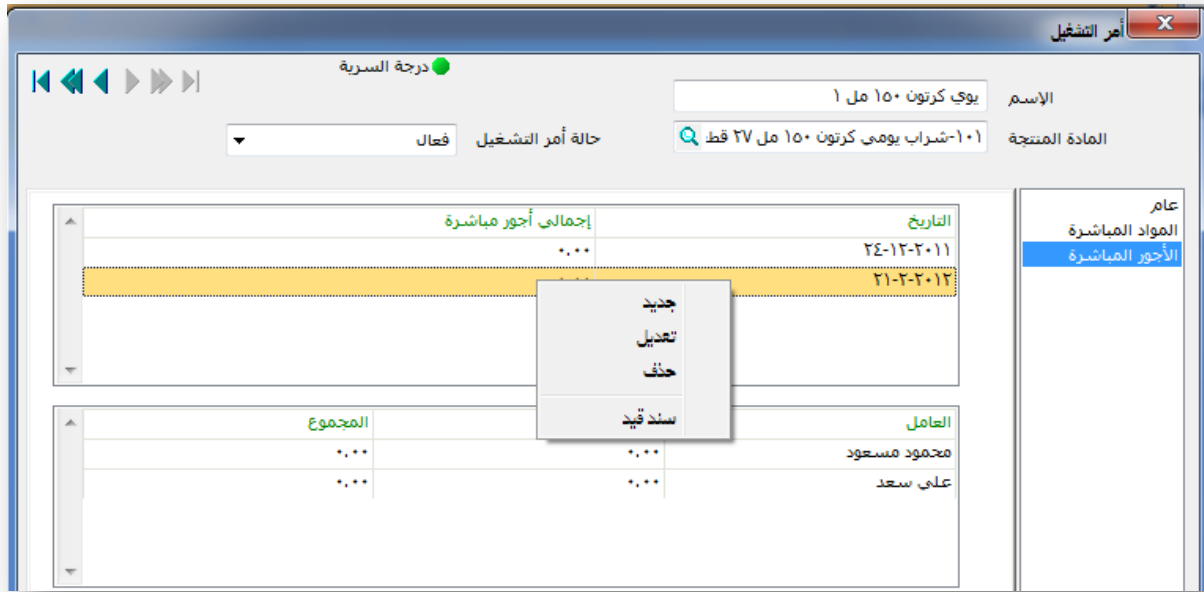 أمر التشغيل
درجة السرية
الإسم يوي كرتون ١٥٠ مل ١
المادة المنتجة ١٠١-شراب يومي كرتون ١٥٠ مل ٢٧ قط حالة أمر التشغيل فعال
عام
المواد المباشرة
الأجور المباشرة
التاريخ إجمالي أجور مباشرة
٢٤-١٢-٢٠١١ ٠.٠٠
٢١-٢-٢٠١٢
جديد
تعديل
حذف
سند قيد
العامل المجموع
محمود مسعود ٠.٠٠ ٠.٠٠
علي سعد ٠.٠٠ ٠.٠٠